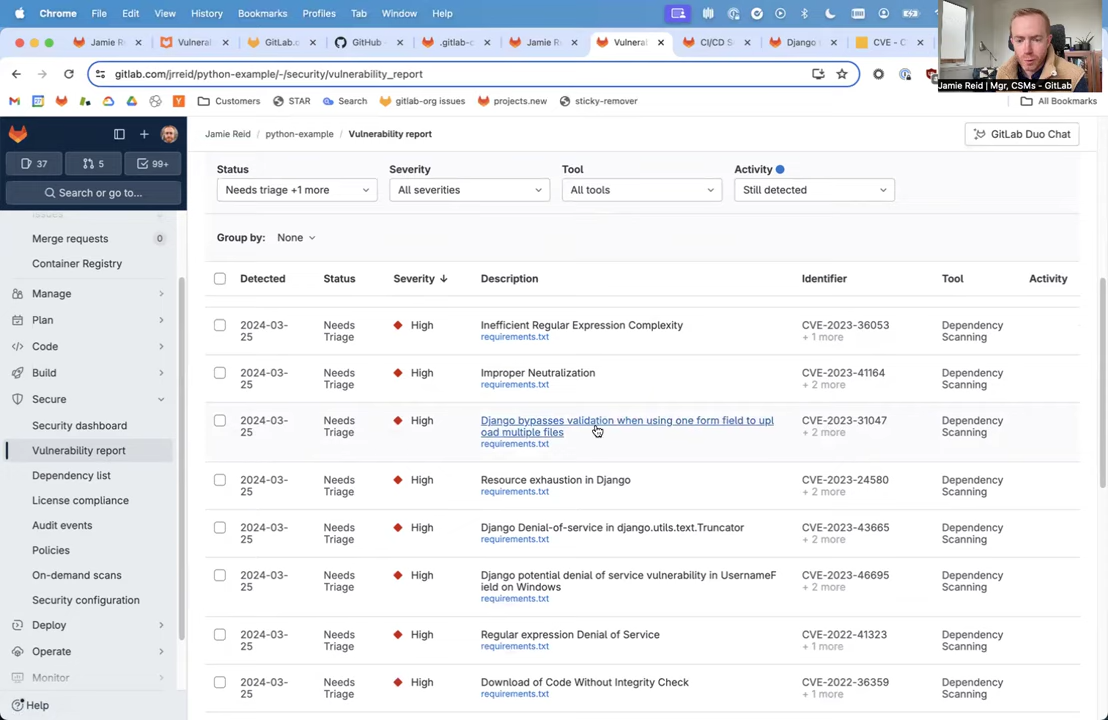 Chrome File Edit View History Bookmarks Profiles Tab Window Help
Jamie R
Vulneral
GitLab.o
GitHub
.gitlab-c
Jamie R
Vulneral
CI/CD S
Django
CVE - C
gitlab.com/jrreid/python-example/-/security/vulnerability_report
Customers STAR Search gitlab-org issues projects.new sticky-remover
All Bookmarks
Jamie Reid | Mgr, CSMs - GitLab
37 5 99+
Search or go to...
Issues
Merge requests 0
Container Registry
Manage
Plan
Code
Build
Secure
Security dashboard
Vulnerability report
Dependency list
License compliance
Audit events
Policies
On-demand scans
Security configuration
Deploy
Operate
Monitor
Help
Jamie Reid › python-example › Vulnerability report
GitLab Duo Chat
Status Severity Tool Activity
Needs triage +1 more All severities All tools Still detected
Group by: None
Detected Status Severity Description Identifier Tool Activity
2024-03- Needs High Inefficient Regular Expression Complexity CVE-2023-36053 Dependency
25 Triage requirements.txt + 1 more Scanning
2024-03- Needs High Improper Neutralization CVE-2023-41164 Dependency
25 Triage requirements.txt + 2 more Scanning
2024-03- Needs High Django bypasses validation when using one form field to upl CVE-2023-31047 Dependency
25 Triage oad multiple files + 2 more Scanning
requirements.txt
2024-03- Needs High Resource exhaustion in Django CVE-2023-24580 Dependency
25 Triage requirements.txt + 2 more Scanning
2024-03- Needs High Django Denial-of-service in django.utils.text.Truncator CVE-2023-43665 Dependency
25 Triage requirements.txt + 2 more Scanning
2024-03- Needs High Django potential denial of service vulnerability in UsernameF CVE-2023-46695 Dependency
25 Triage ield on Windows + 2 more Scanning
requirements.txt
2024-03- Needs High Regular expression Denial of Service CVE-2022-41323 Dependency
25 Triage requirements.txt + 1 more Scanning
2024-03- Needs High Download of Code Without Integrity Check CVE-2022-36359 Dependency
25 Triage requirements.txt + 1 more Scanning